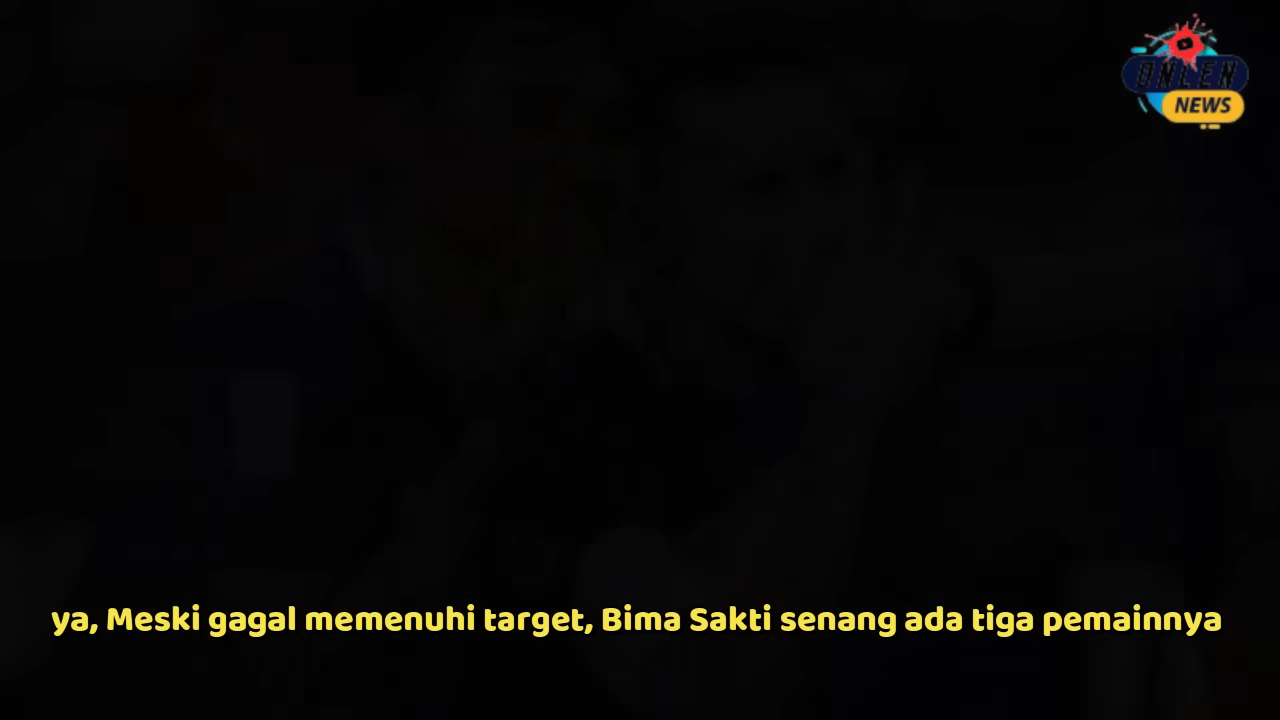 ONLEN
NEWS
ya, Meski gagal memenuhi target, Bima Sakti senang ada tiga pemainnya